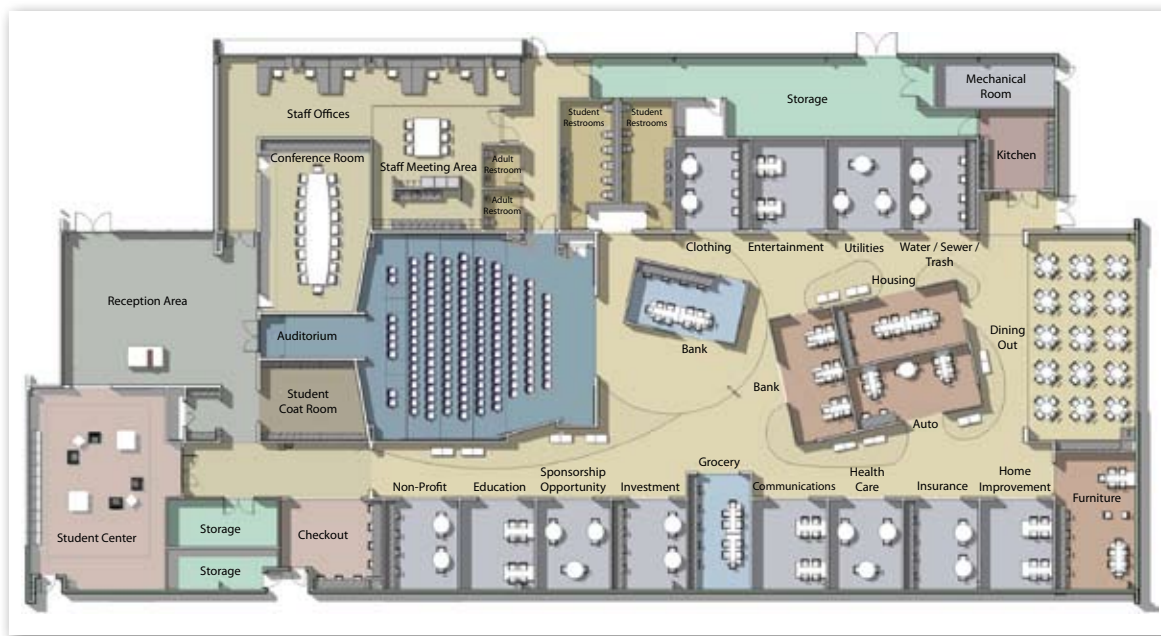 Mechanical
Room
Storage
Staff Offices
Student
Restrooms
Student
Restrooms
Conference Room
Staff Meeting Area
Adult
Restroom
Kitchen
Adult
Restroom
Clothing
Entertainment
Utilities
Water / Sewer /
Trash
Housing
Reception Area
Auditorium
Dining
Out
Bank
Bank
Student
Coat Room
Auto
Grocery
Non-Profit
Education
Sponsorship
Opportunity
Investment
Communications
Health
Care
Insurance
Home
Improvement
Furniture
Student Center
Storage
Checkout
Storage